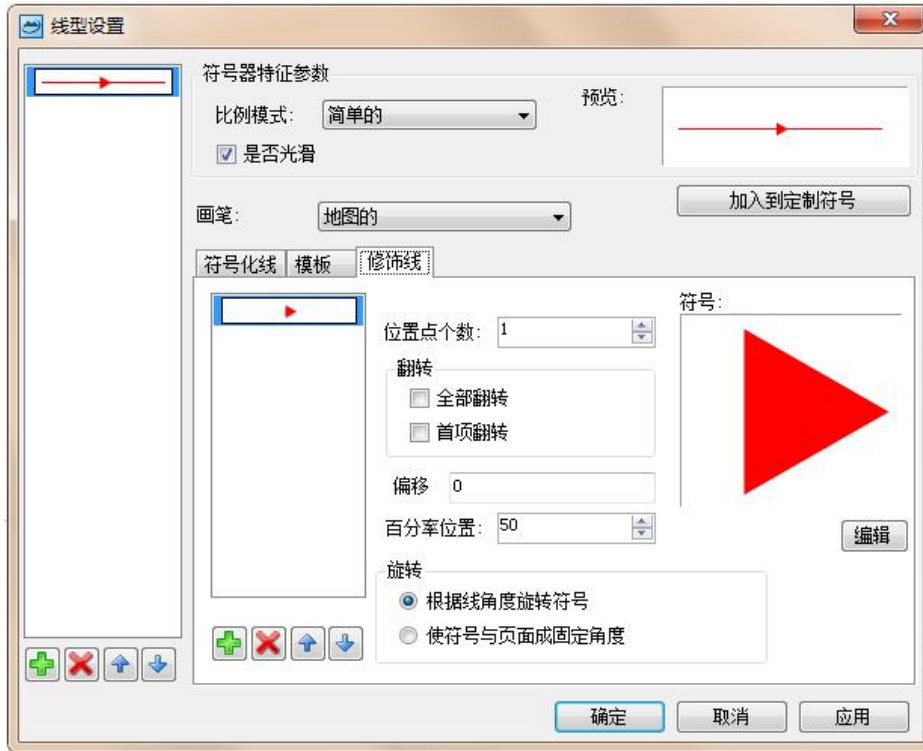 线型设置
符号器特征参数
比例模式: 简单的
预览:
是否光滑
画笔: 地图的
加入到定制符号
符号化线 模板 修饰线
位置点个数: 1
符号:
翻转
全部翻转
首项翻转
偏移 0
百分率位置: 50
编辑
旋转
根据线角度旋转符号
使符号与页面成固定角度
确定 取消 应用